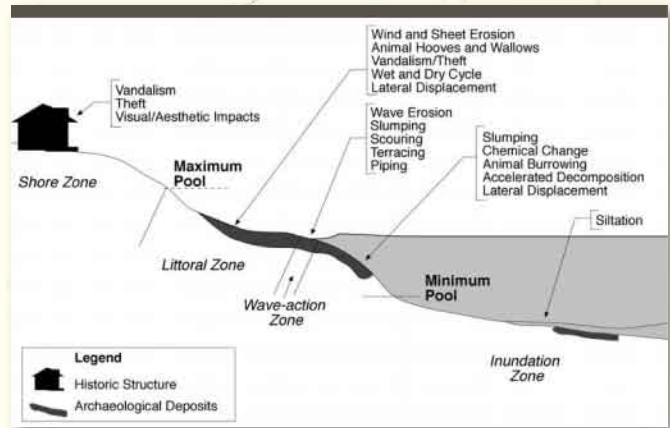 Vandalism
Theft
Visual/Aesthetic Impacts
Shore Zone
Wind and Sheet Erosion
Animal Hooves and Wallows
Vandalism/Theft
Wet and Dry Cycle
Lateral Displacement
Maximum
Pool
Littoral Zone
Wave Erosion
Slumping
Scouring
Terracing
Piping
Wave-action
Zone
Slumping
Chemical Change
Animal Burrowing
Accelerated Decomposition
Lateral Displacement
Minimum
Pool
Siltation
Inundation
Zone
Legend
Historic Structure
Archaeological Deposits